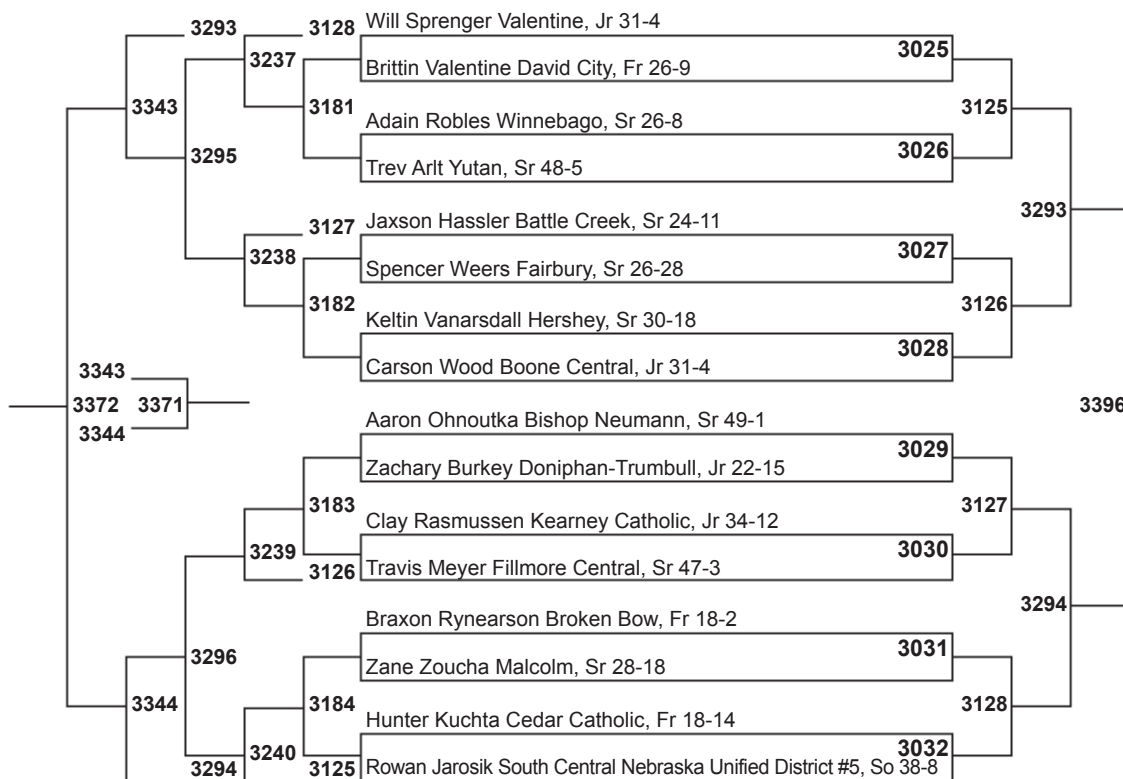 3293 3128 Will Sprenger Valentine, Jr 31-4
3237 3025
Brittin Valentine David City, Fr 26-9
3343 3181 3125
Adain Robles Winnebago, Sr 26-8
3295 3026
Trev Arlt Yutan, Sr 48-5
3293
3127 Jaxson Hassler Battle Creek, Sr 24-11
3238 3027
Spencer Weers Fairbury, Sr 26-28
3182 3126
Keltin Vanarsdall Hershey, Sr 30-18
3028
3343 Carson Wood Boone Central, Jr 31-4
3372 3371 3396
3344 Aaron Ohnoutka Bishop Neumann, Sr 49-1
3029
Zachary Burkey Doniphan-Trumbull, Jr 22-15
3183 3127
Clay Rasmussen Kearney Catholic, Jr 34-12
3239 3030
3126 Travis Meyer Fillmore Central, Sr 47-3
3294
Braxon Rynearson Broken Bow, Fr 18-2
3296 3031
Zane Zoucha Malcolm, Sr 28-18
3344 3184 3128
Hunter Kuchta Cedar Catholic, Fr 18-14
3240 3032
3294 3125 Rowan Jarosik South Central Nebraska Unified District #5, So 38-8